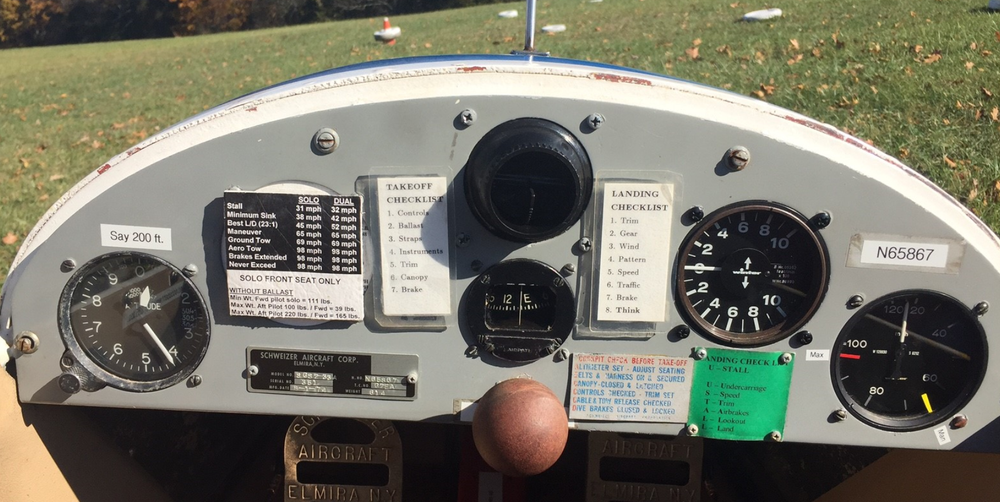 Say 200 ft.
0
9
8
7
6
5
4
3
2
SOLO DUAL
Stall 31 mph 32 mph
Minimum Sink 38 mph 42 mph
Best L/D (23:1) 45 mph 52 mph
Maneuver 65 mph 65 mph
Ground Tow 69 mph 69 mph
Aero Tow 98 mph 98 mph
Brakes Extended 98 mph 98 mph
Never Exceed 98 mph 98 mph
SOLO FRONT SEAT ONLY
WITHOUT BALLAST
Min Wt. Fwd pilot solo = 111 lbs.
Max Wt. Aft Pilot 100 lbs. / Fwd = 39 lbs.
Max Wt. Aft Pilot 220 lbs. / Fwd = 165 lbs.
TAKEOFF
CHECKLIST
1. Controls
2. Ballast
3. Straps
4. Instruments
5. Trim
6. Canopy
7. Brake
12 E
AIRPATH
LANDING
CHECKLIST
1. Trim
2. Gear
3. Wind
4. Pattern
5. Speed
6. Traffic
7. Brake
8. Think
2 4 6 8 10
0
winter
2 4 6 8 10
N65867
120 20
mph
40
100
60
80
Max
Man
SCHWEIZER AIRCRAFT CORP.
ELMIRA, N.Y.
MODEL NO. SGS2-33A N. NO. N65867
SERIAL NO. 351 T.C. NO. G2EA
MFG. DATE 8-1-74 WEIGHT 614
COCKPIT CHECK BEFORE TAKE-OFF
ALTIMETER SET - ADJUST SEATING
BELTS & HARNESS ON & SECURED
CANOPY-CLOSED & LATCHED
CONTROLS CHECKED - TRIM SET
CABLE & TOW RELEASE CHECKED
DIVE BRAKES CLOSED & LOCKED
ANDING CHECK LI
U - STALL
U - Undercarriage
S - Speed
T - Trim
A - Airbrakes
L - Lookout
L - Land
AIRCRAFT
ELMIRA N.Y.
AIRCRAFT
ELMIRA N.Y.